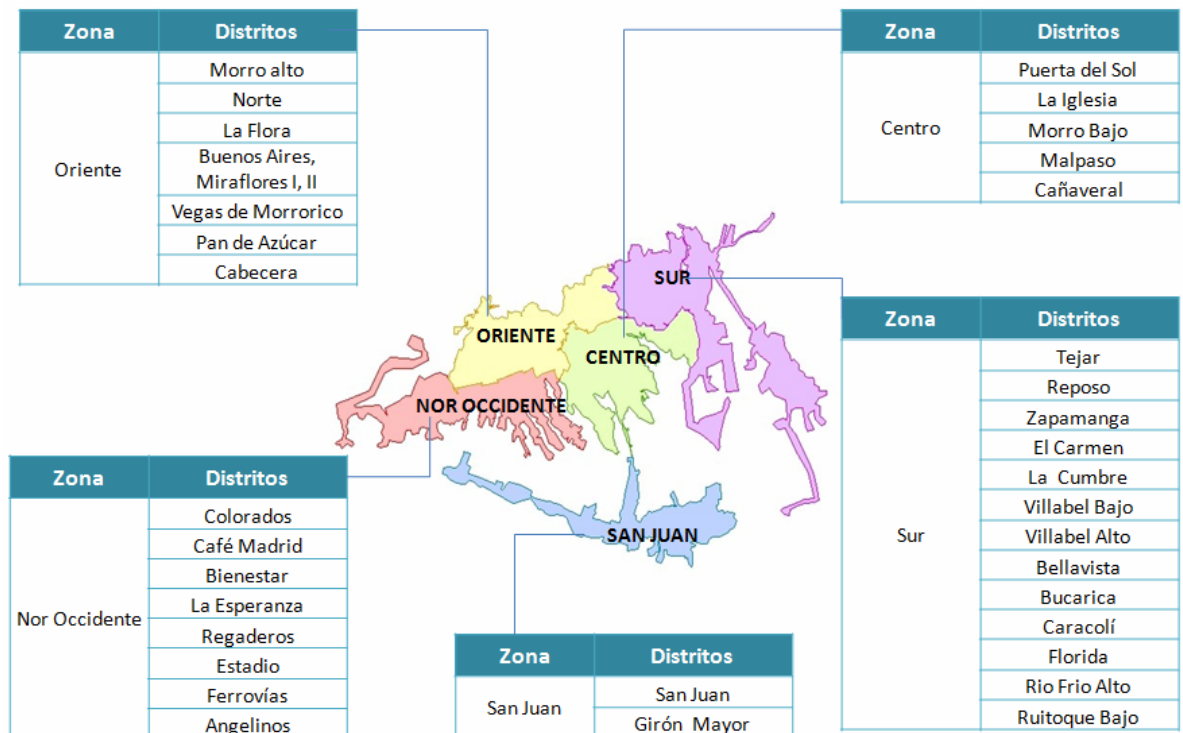 Zona Distritos
Oriente
Morro alto
Norte
La Flora
Buenos Aires,
Miraflores I, II
Vegas de Morrorico
Pan de Azúcar
Cabecera
Zona Distritos
Centro
Puerta del Sol
La Iglesia
Morro Bajo
Malpaso
Cañaveral
SUR
ORIENTE
CENTRO
NOR OCCIDENTE
SAN JUAN
Zona Distritos
Sur
Tejar
Reposo
Zapamanga
El Carmen
La Cumbre
Villabel Bajo
Villabel Alto
Bellavista
Bucarica
Caracolí
Florida
Rio Frio Alto
Ruitoque Bajo
Zona Distritos
Nor Occidente
Colorados
Café Madrid
Bienestar
La Esperanza
Regaderos
Estadio
Ferrovías
Angelinos
Zona Distritos
San Juan
San Juan
Girón Mayor